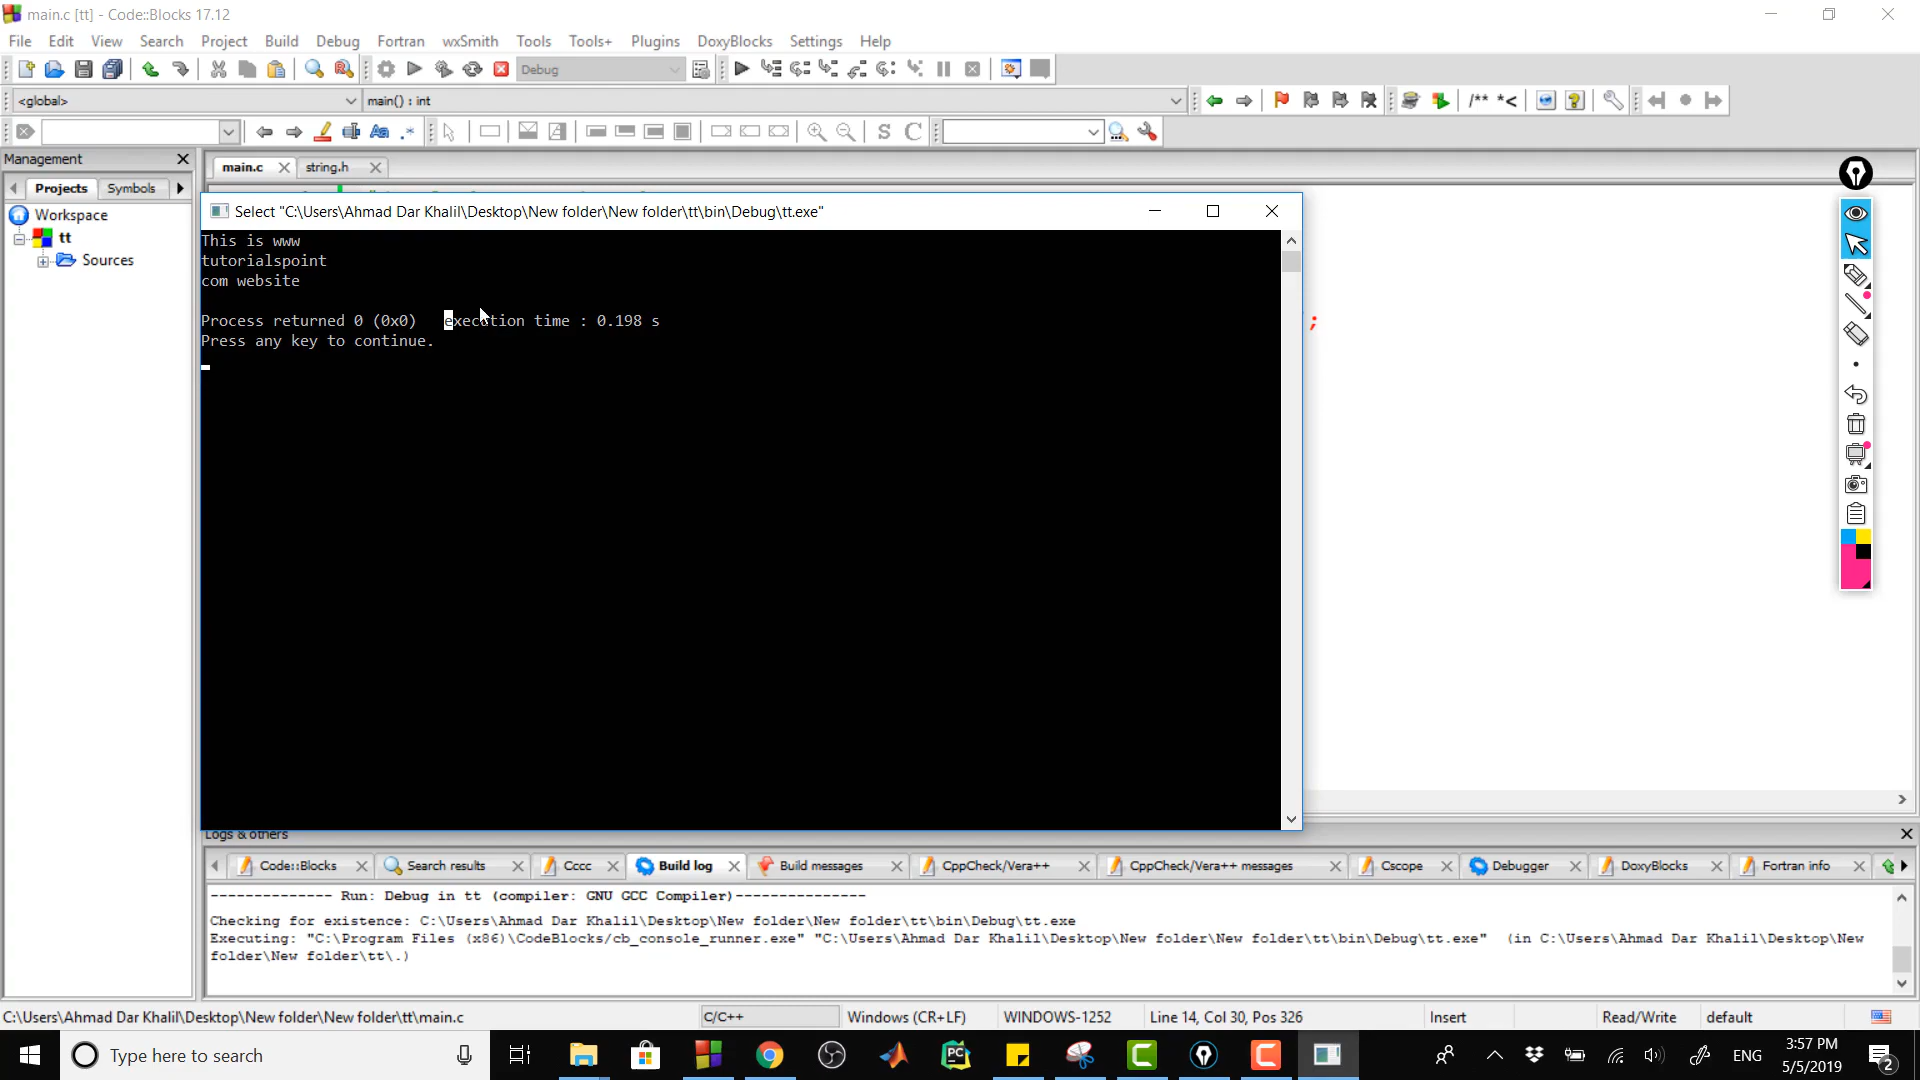 main.c [tt] - Code::Blocks 17.12
File Edit View Search Project Build Debug Fortran wxSmith Tools Tools+ Plugins DoxyBlocks Settings Help
Debug
<global> main() : int /** *<
S C
Management main.c string.h
Projects Symbols
Workspace
tt
Sources
Select "C:\Users\Ahmad Dar Khalil\Desktop\New folder\New folder\tt\bin\Debug\tt.exe"
This is www
tutorialspoint
com website
Process returned 0 (0x0) execution time : 0.198 s
Press any key to continue.
;
Logs & others
Code::Blocks Search results Cccc Build log Build messages CppCheck/Vera++ CppCheck/Vera++ messages Cscope Debugger DoxyBlocks Fortran info
-------------- Run: Debug in tt (compiler: GNU GCC Compiler)---------------
Checking for existence: C:\Users\Ahmad Dar Khalil\Desktop\New folder\New folder\tt\bin\Debug\tt.exe
Executing: "C:\Program Files (x86)\CodeBlocks/cb_console_runner.exe" "C:\Users\Ahmad Dar Khalil\Desktop\New folder\New folder\tt\bin\Debug\tt.exe" (in C:\Users\Ahmad Dar Khalil\Desktop\New
folder\New folder\tt\.)
C:\Users\Ahmad Dar Khalil\Desktop\New folder\New folder\tt\main.c C/C++ Windows (CR+LF) WINDOWS-1252 Line 14, Col 30, Pos 326 Insert Read/Write default
Type here to search PC ENG 3:57 PM
5/5/2019 2